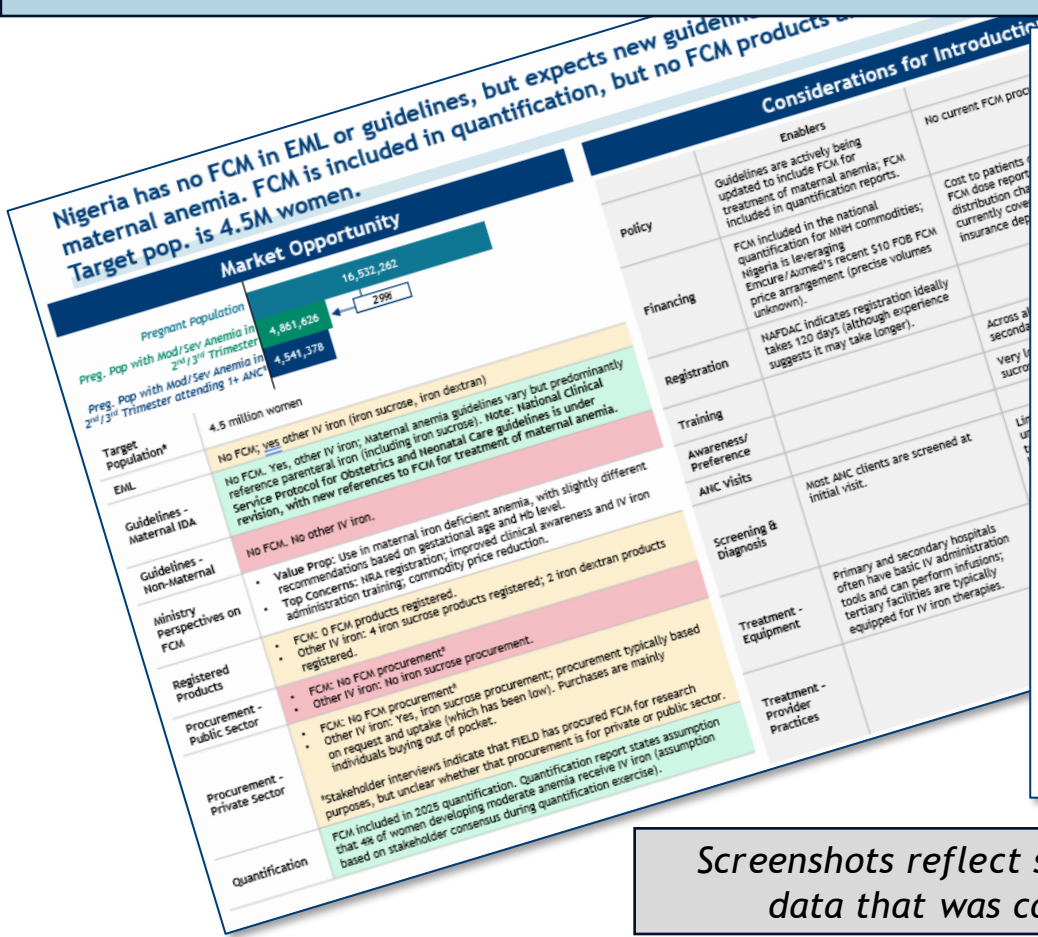 Nigeria has no FCM in EML or guidelines, but expects new
maternal anemia. FCM is included in quantification, but no FCM products
Target pop. is 4.5M women.
Market Opportunity
Pregnant Population
16,532,262
29%
Preg. Pop with Mod/Sev Anemia in
2nd/3rd Trimester
4,861,626
Preg. Pop with Mod/Sev Anemia in
2nd/3rd Trimester attending 1+ ANC
4,541,378
Target
Population*
4.5 million women
EML
No FCM; yes other IV iron (iron sucrose, iron dextran)
Guidelines -
Maternal IDA
No FCM. Yes, other IV iron; Maternal anemia guidelines vary but predominantly
reference parenteral iron (including iron sucrose). Note: National Clinical
Service Protocol for Obstetrics and Neonatal Care guidelines is under
revision, with new references to FCM for treatment of maternal anemia.
Guidelines -
Non-Maternal
No FCM. No other IV iron.
Ministry
Perspectives on
FCM
• Value Prop: Use in maternal iron deficient anemia, with slightly different
recommendations based on gestational age and Hb level.
• Top Concerns: NRA registration; improved clinical awareness and IV iron
administration training; commodity price reduction.
Registered
Products
• FCM: 0 FCM products registered.
• Other IV iron: 4 iron sucrose products registered; 2 iron dextran products
registered.
Procurement -
Public Sector
• FCM: No FCM procurement
• Other IV iron: No iron sucrose procurement.
Procurement -
Private Sector
• FCM: No FCM procurement
• Other IV iron: Yes, iron sucrose procurement; procurement typically based
on request and uptake (which has been low). Purchases are mainly
individuals buying out of pocket.
Stakeholder interviews indicate that FIELD has procured FCM for research
purposes, but unclear whether that procurement is for private or public sector.
Quantification
FCM included in 2025 quantification. Quantification report states assumption
that 4% of women developing moderate anemia receive IV iron (assumption
based on stakeholder consensus during quantification exercise).
Considerations for Introduction
Enablers
Policy
Guidelines are actively being
updated to include FCM for
treatment of maternal anemia; FCM
included in quantification reports.
No current FCM
Financing
FCM included in the national
quantification for MNH commodities;
Nigeria is leveraging
Emcure/Axmed's recent $10 FOB FCM
price arrangement (precise volumes
unknown).
Cost to patients
FCM dose
distribution
currently
insurance
Registration
NAFDAC indicates registration ideally
takes 120 days (although experience
suggests it may take longer).
Training
Across
Awareness/
Preference
Very
ANC Visits
Most ANC clients are screened at
initial visit.
Screening &
Diagnosis
Treatment -
Equipment
Primary and secondary hospitals
often have basic IV administration
tools and can perform infusions;
tertiary facilities are typically
equipped for IV iron therapies.
Treatment -
Provider
Practices
Screenshots reflect
data that was